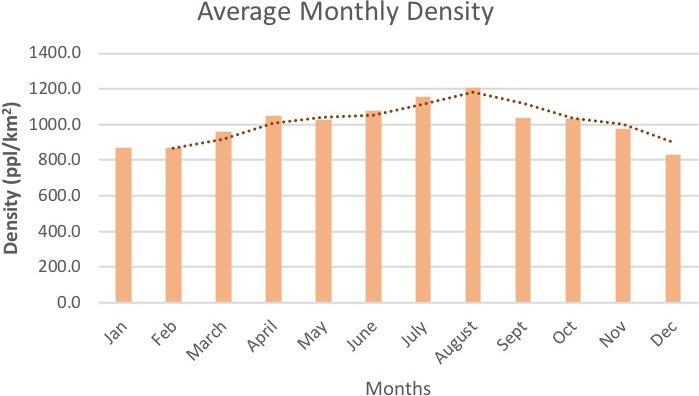 Average Monthly Density
1400.0
1200.0
1000.0
800.0
600.0
400.0
200.0
0.0
Density (ppl/km²)
Jan
Feb
March
April
May
June
July
August
Sept
Oct
Nov
Dec
Months